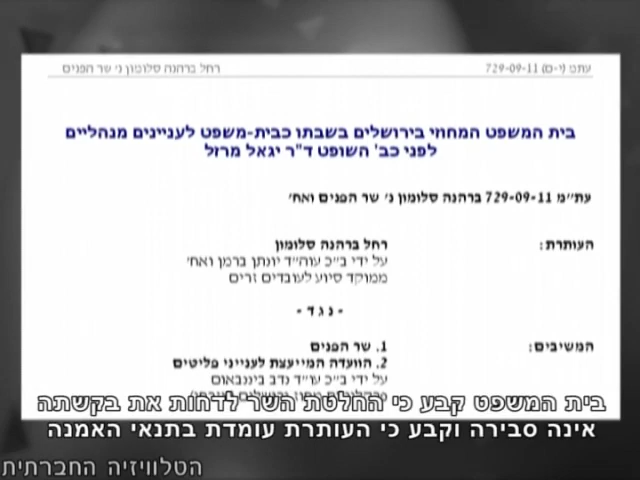 עתמ (י-ם) 729-09-11
רחל ברהנה סלומון נ' שר הפנים
בית המשפט המחוזי בירושלים בשבתו כבית-משפט לעניינים מנהליים
לפני כב' השופט ד"ר יגאל מרזל
עת"מ 729-09-11 ברהנה סלומון נ' שר הפנים ואח'
העותרת:
רחל ברהנה סלומון
על ידי ב"כ עוה"ד יונתן ברמן ואח'
ממוקד סיוע לעובדים זרים
- נ ג ד -
המשיבים:
1. שר הפנים
2. הוועדה המייעצת לענייני פליטים
על ידי ב"כ עו"ד נדב ביננבאום
בית המשפט קבע כי החלטת השר לדחות את בקשתה
אינה סבירה וקבע כי העותרת עומדת בתנאי האמנה
הטלוויזיה החברתית